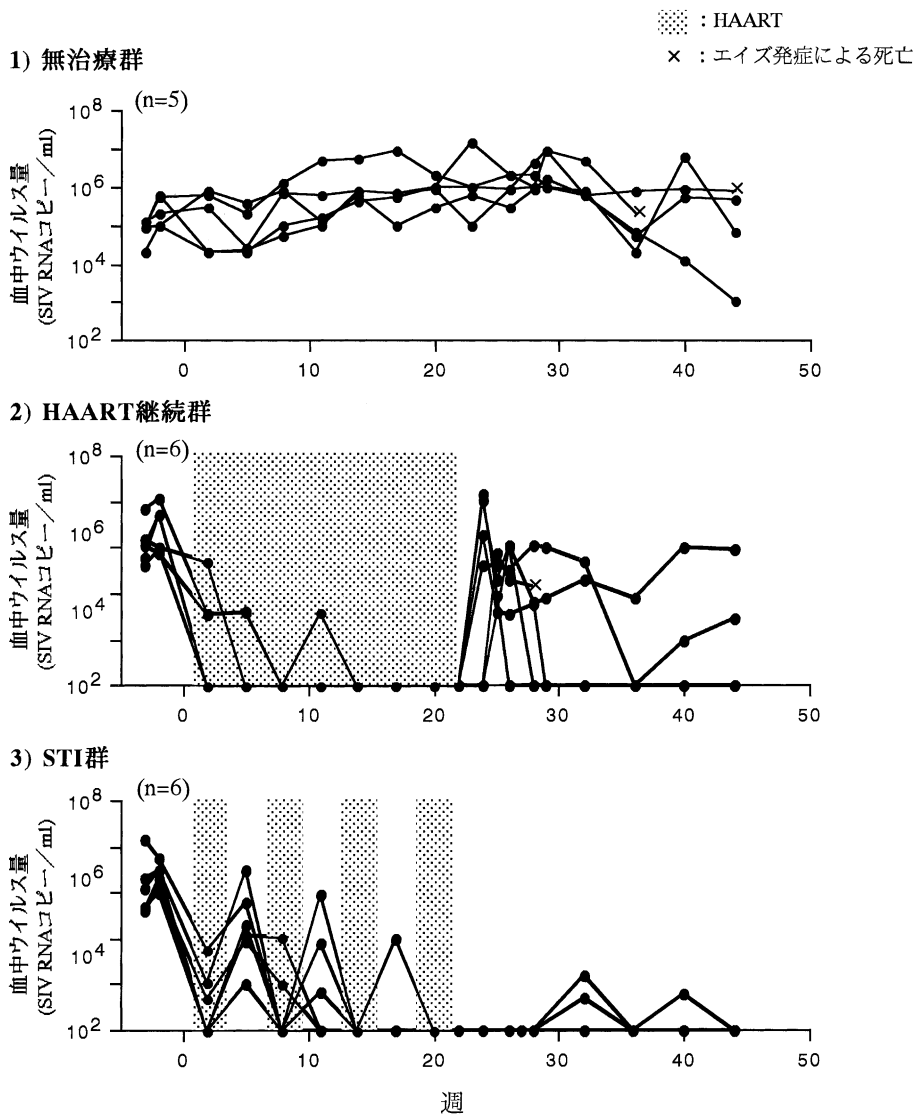 : HAART
× : エイズ発症による死亡
1) 無治療群
(n=5)
血中ウイルス量
(SIV RNAコピー/ml)
10^8
10^6
10^4
10^2
0 10 20 30 40 50
2) HAART継続群
(n=6)
血中ウイルス量
(SIV RNAコピー/ml)
10^8
10^6
10^4
10^2
0 10 20 30 40 50
3) STI群
(n=6)
血中ウイルス量
(SIV RNAコピー/ml)
10^8
10^6
10^4
10^2
0 10 20 30 40 50
週